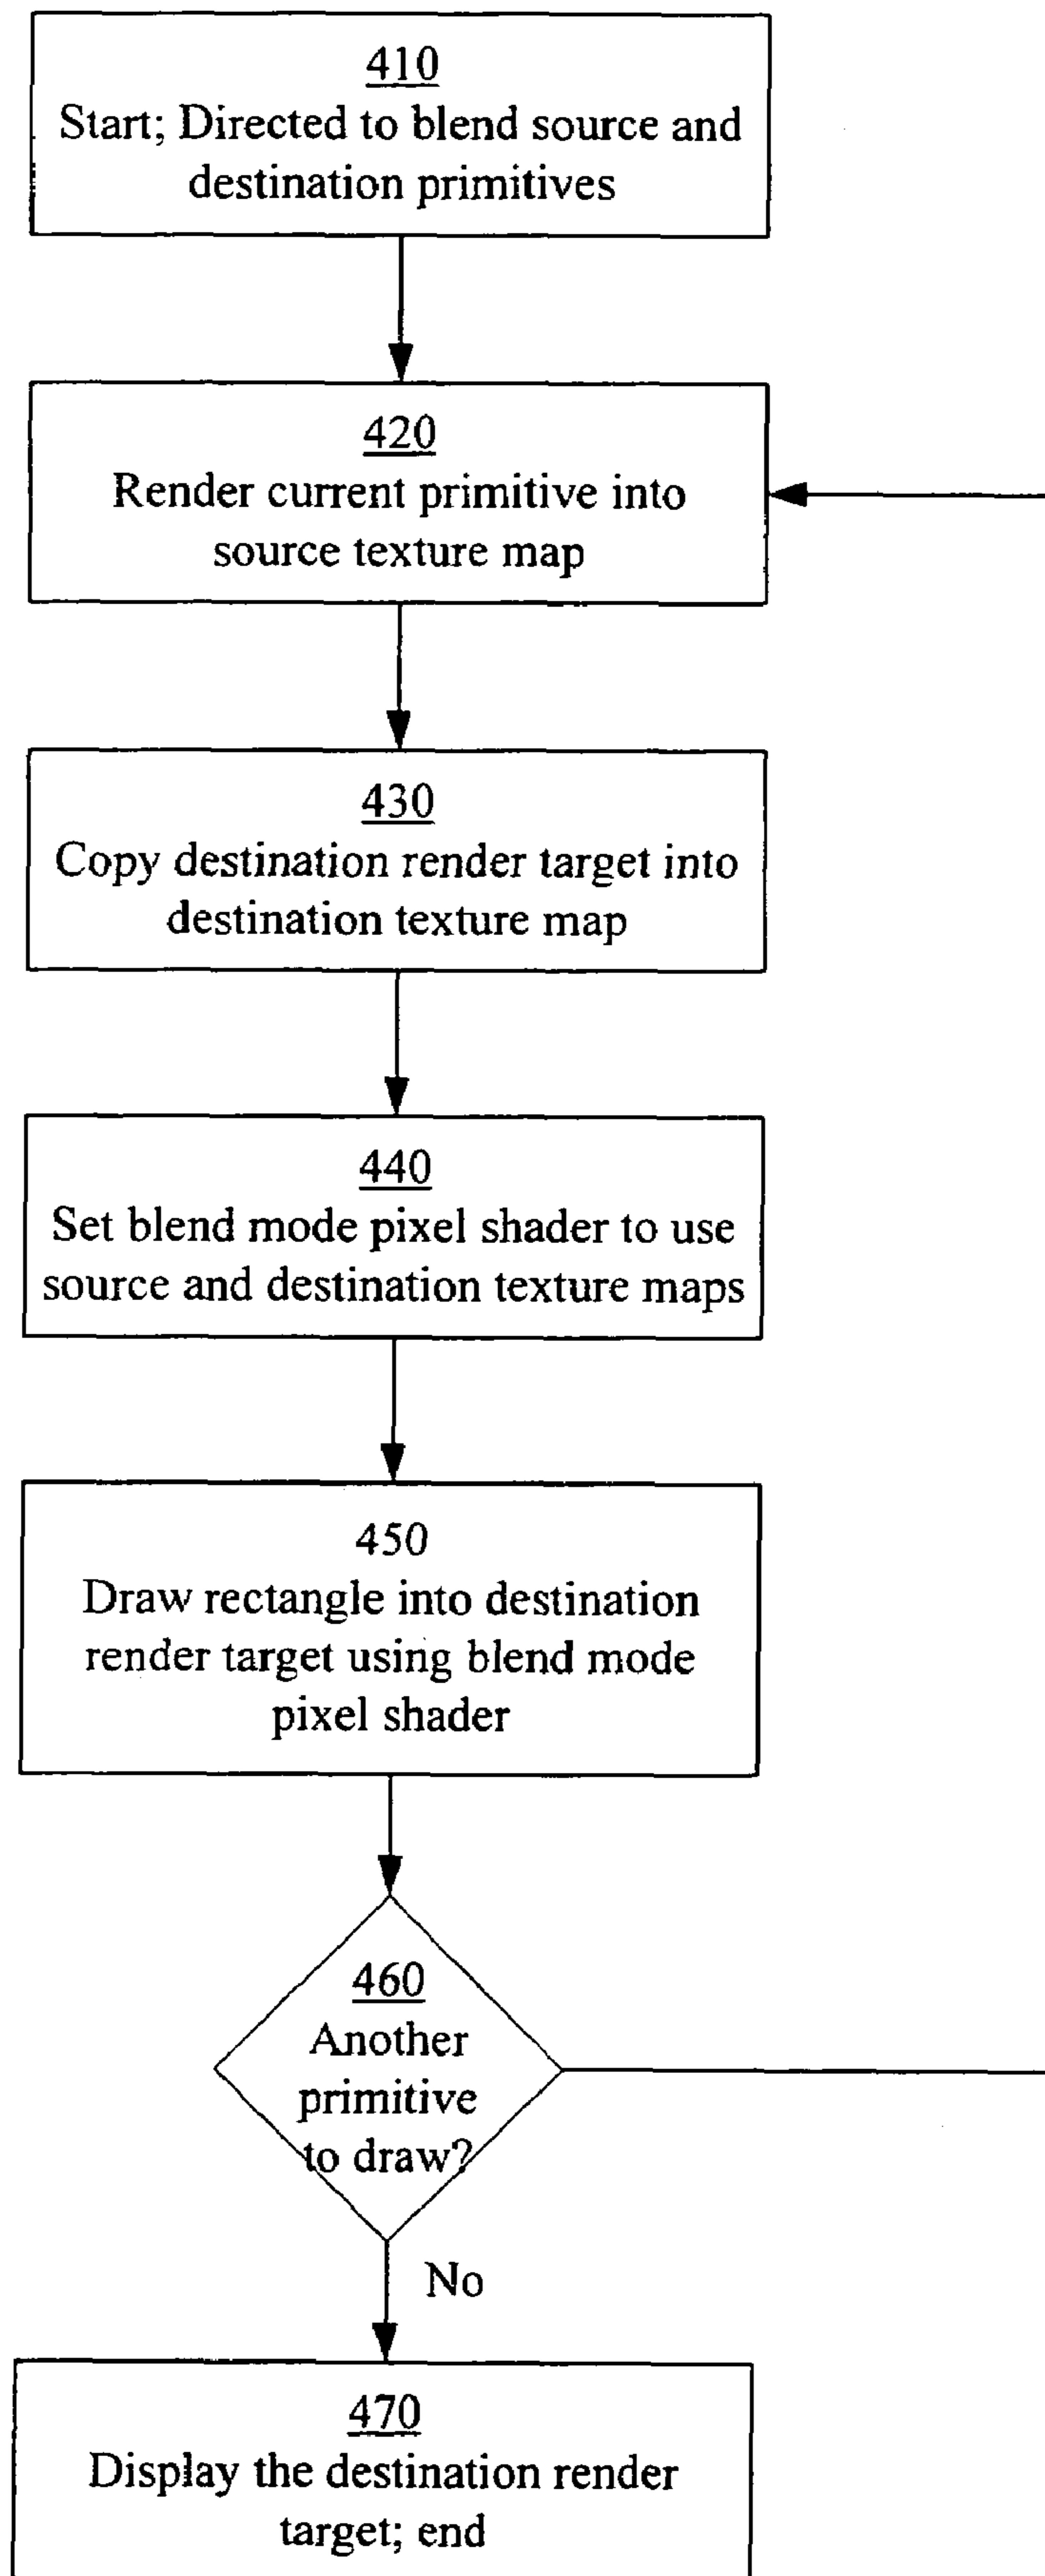 410
Start; Directed to blend source and
destination primitives
420
Render current primitive into
source texture map
430
Copy destination render target into
destination texture map
440
Set blend mode pixel shader to use
source and destination texture maps
450
Draw rectangle into destination
render target using blend mode
pixel shader
460
Another
primitive
to draw?
No
470
Display the destination render
target; end